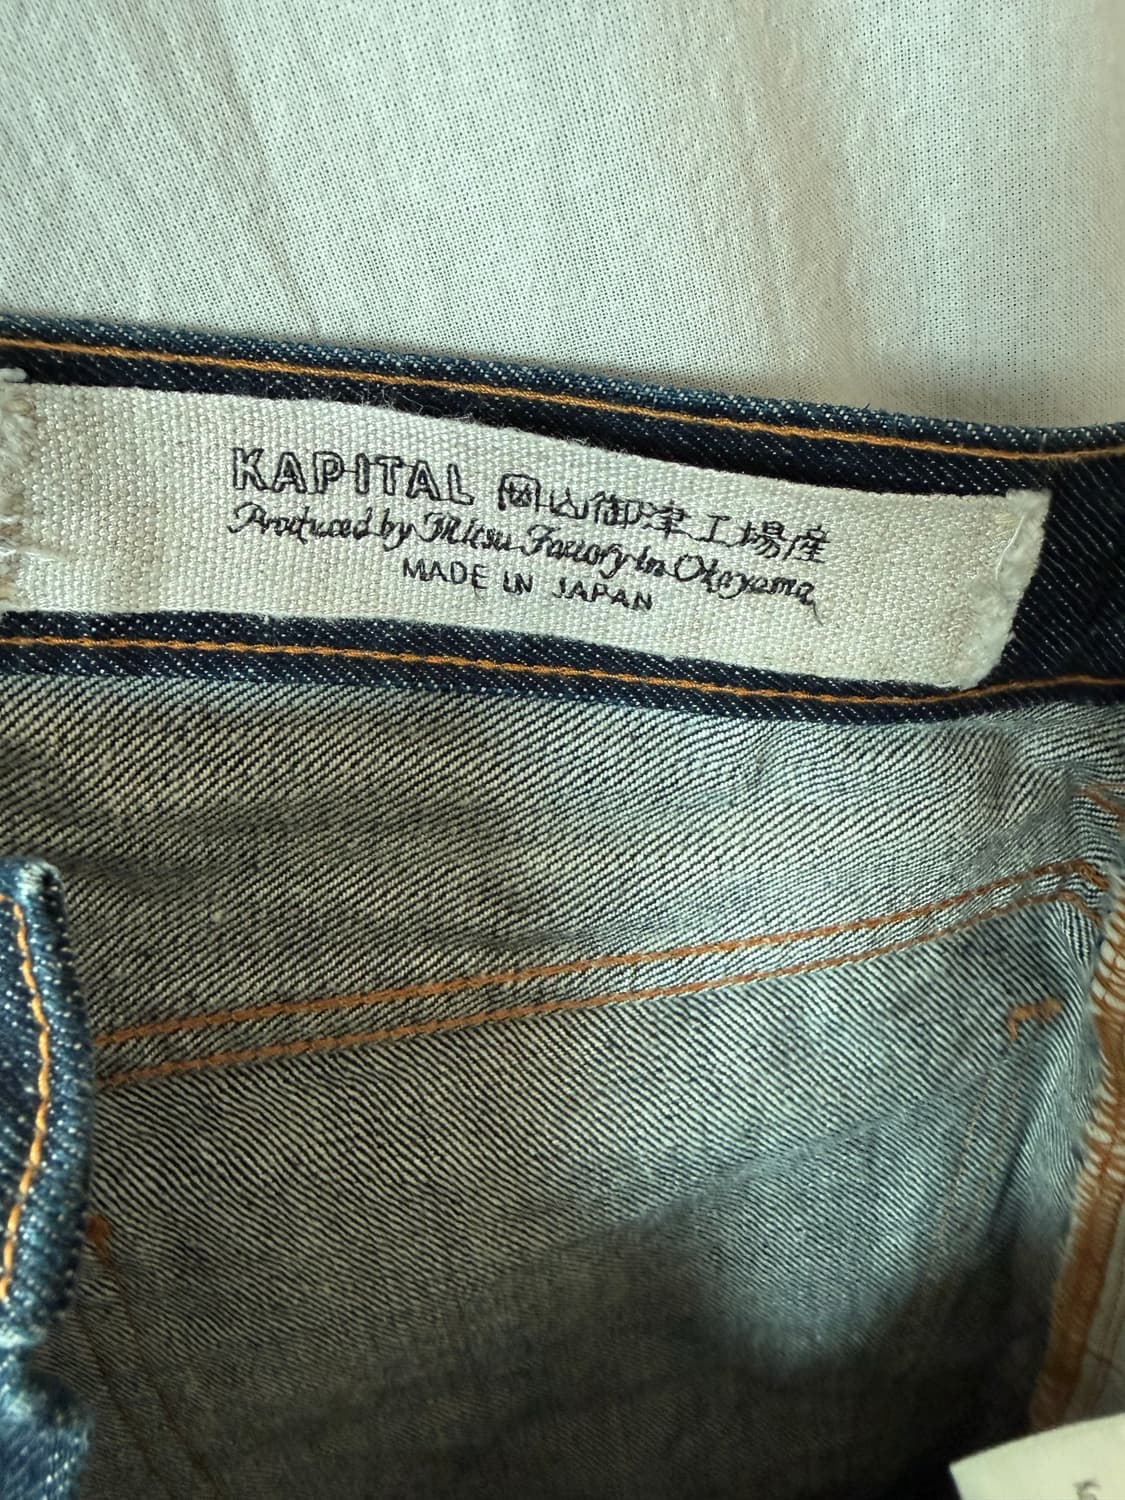 KAPITAL 岡山御津工場産
Produced by Mitsu Factory in Okayama
MADE IN JAPAN